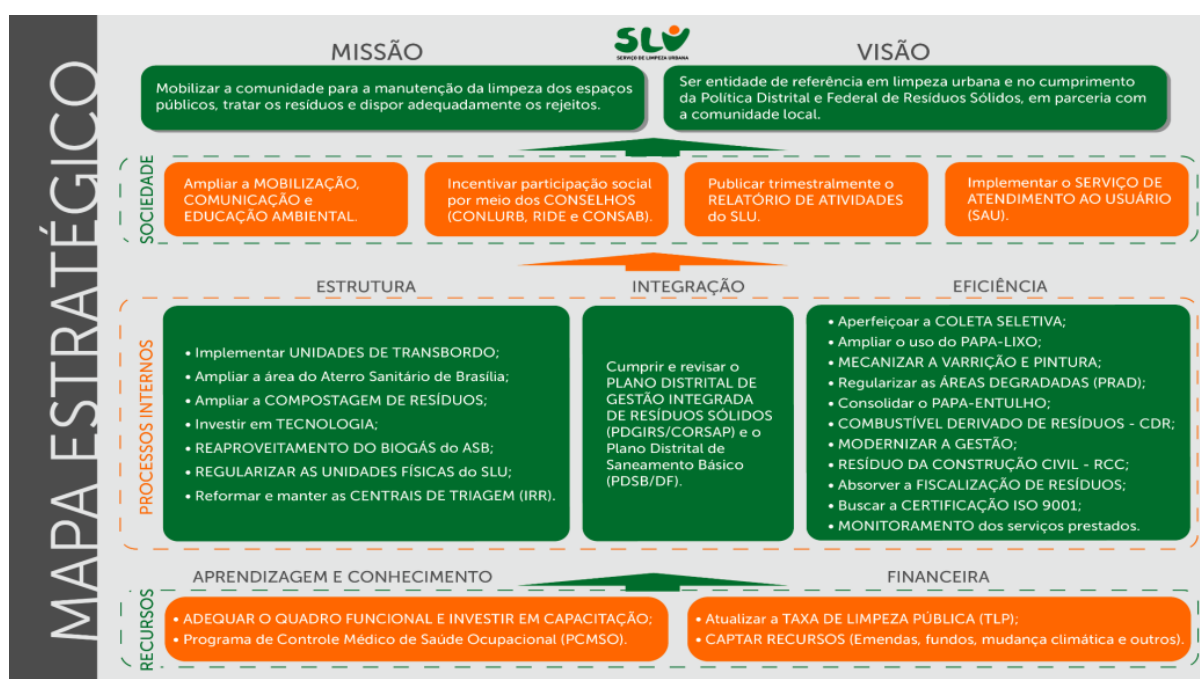 MAPA ESTRATÉGICO
MISSÃO
SLU
SERVIÇO DE LIMPEZA URBANA
VISÃO
Mobilizar a comunidade para a manutenção da limpeza dos espaços
públicos, tratar os resíduos e dispor adequadamente os rejeitos.
Ser entidade de referência em limpeza urbana e no cumprimento
da Política Distrital e Federal de Resíduos Sólidos, em parceria com
a comunidade local.
SOCIEDADE
Ampliar a MOBILIZAÇÃO,
COMUNICAÇÃO e
EDUCAÇÃO AMBIENTAL.
Incentivar participação social
por meio dos CONSELHOS
(CONLURB, RIDE e CONSAB).
Publicar trimestralmente o
RELATÓRIO DE ATIVIDADES
do SLU.
Implementar o SERVIÇO DE
ATENDIMENTO AO USUÁRIO
(SAU).
PROCESSOS INTERNOS
ESTRUTURA
• Implementar UNIDADES DE TRANSBORDO;
• Ampliar a área do Aterro Sanitário de Brasília;
• Ampliar a COMPOSTAGEM DE RESÍDUOS;
• Investir em TECNOLOGIA;
• REAPROVEITAMENTO DO BIOGÁS do ASB;
• REGULARIZAR AS UNIDADES FÍSICAS do SLU;
• Reformar e manter as CENTRAIS DE TRIAGEM (IRR).
INTEGRAÇÃO
Cumprir e revisar o
PLANO DISTRITAL DE
GESTÃO INTEGRADA
DE RESÍDUOS SÓLIDOS
(PDGIRS/CORSAP) e o
Plano Distrital de
Saneamento Básico
(PDSB/DF).
EFICIÊNCIA
• Aperfeiçoar a COLETA SELETIVA;
• Ampliar o uso do PAPA-LIXO;
• MECANIZAR A VARRIÇÃO E PINTURA;
• Regularizar as ÁREAS DEGRADADAS (PRAD);
• Consolidar o PAPA-ENTULHO;
• COMBUSTÍVEL DERIVADO DE RESÍDUOS - CDR;
• MODERNIZAR A GESTÃO;
• RESÍDUO DA CONSTRUÇÃO CIVIL - RCC;
• Absorver a FISCALIZAÇÃO DE RESÍDUOS;
• Buscar a CERTIFICAÇÃO ISO 9001;
• MONITORAMENTO dos serviços prestados.
RECURSOS
APRENDIZAGEM E CONHECIMENTO
• ADEQUAR O QUADRO FUNCIONAL E INVESTIR EM CAPACITAÇÃO;
• Programa de Controle Médico de Saúde Ocupacional (PCMSO).
FINANCEIRA
• Atualizar a TAXA DE LIMPEZA PÚBLICA (TLP);
• CAPTAR RECURSOS (Emendas, fundos, mudança climática e outros).